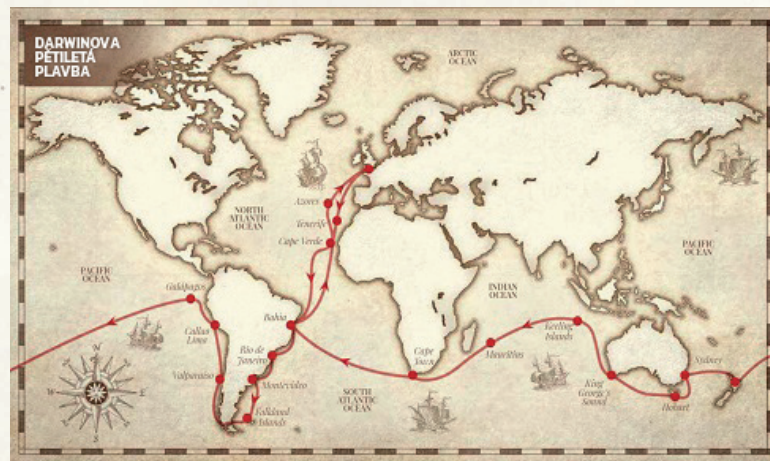 DARWINOVA
PĚTILETÁ
PLAVBA
ARCTIC
OCEAN
NORTH
ATLANTIC
OCEAN
Azores
Tenerife
Cape Verde
PACIFIC
OCEAN
PACIFIC
OCEAN
INDIAN
OCEAN
Galápagos
Callao
Lima
Bahia
Rio de
Janeiro
Valparaiso
Montevideo
Falkland
Islands
SOUTH
ATLANTIC
OCEAN
Cape
Town
Mauritius
Keeling
Islands
King
George's
Sound
Sydney
Hobart
N
W
E
S